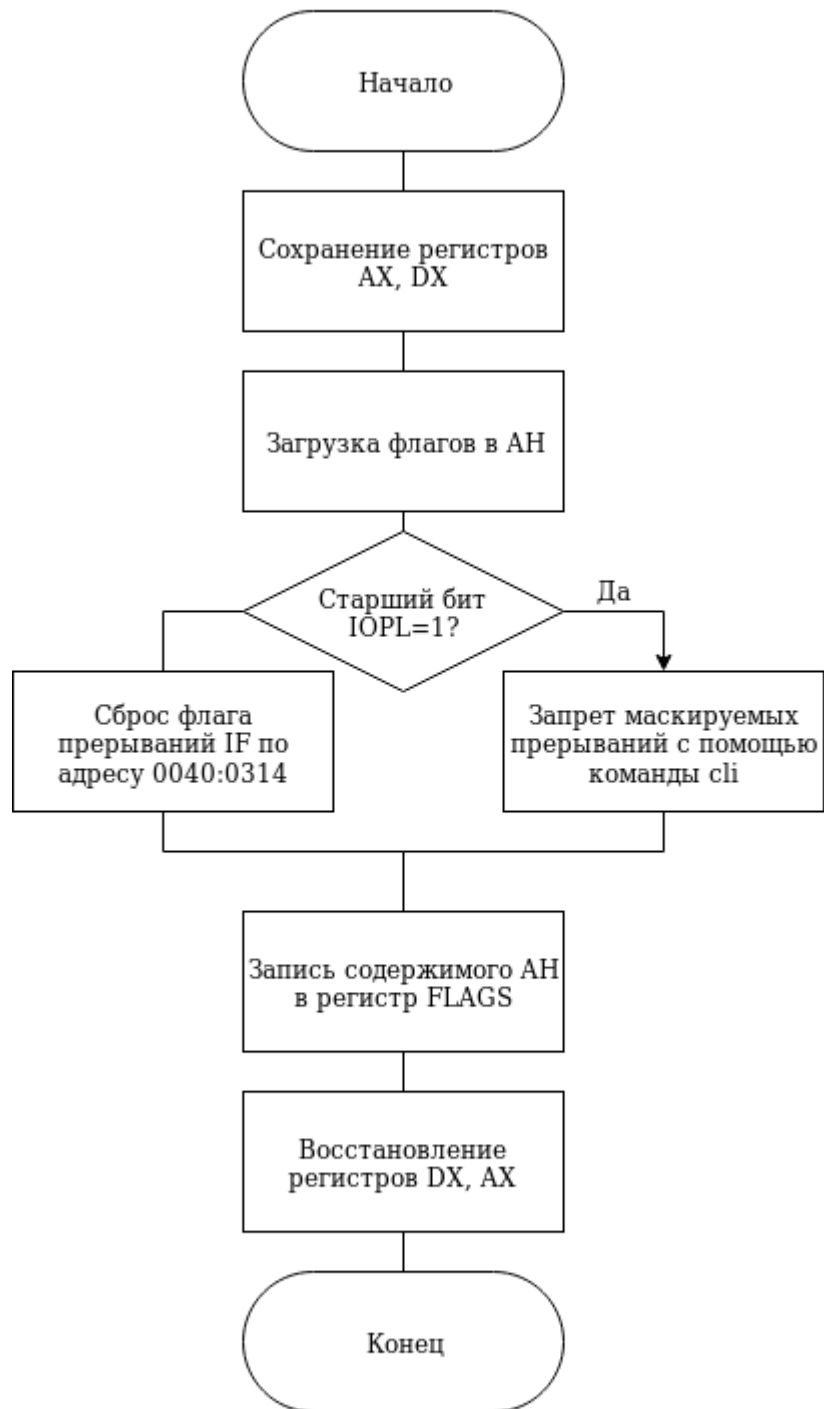 Начало
Сохранение регистров
AX, DX
Загрузка флагов в AH
Старший бит
IOPL=1?
Да
Сброс флага
прерываний IF по
адресу 0040:0314
Запрет маскируемых
прерываний с помощью
команды cli
Запись содержимого AH
в регистр FLAGS
Восстановление
регистров DX, AX
Конец